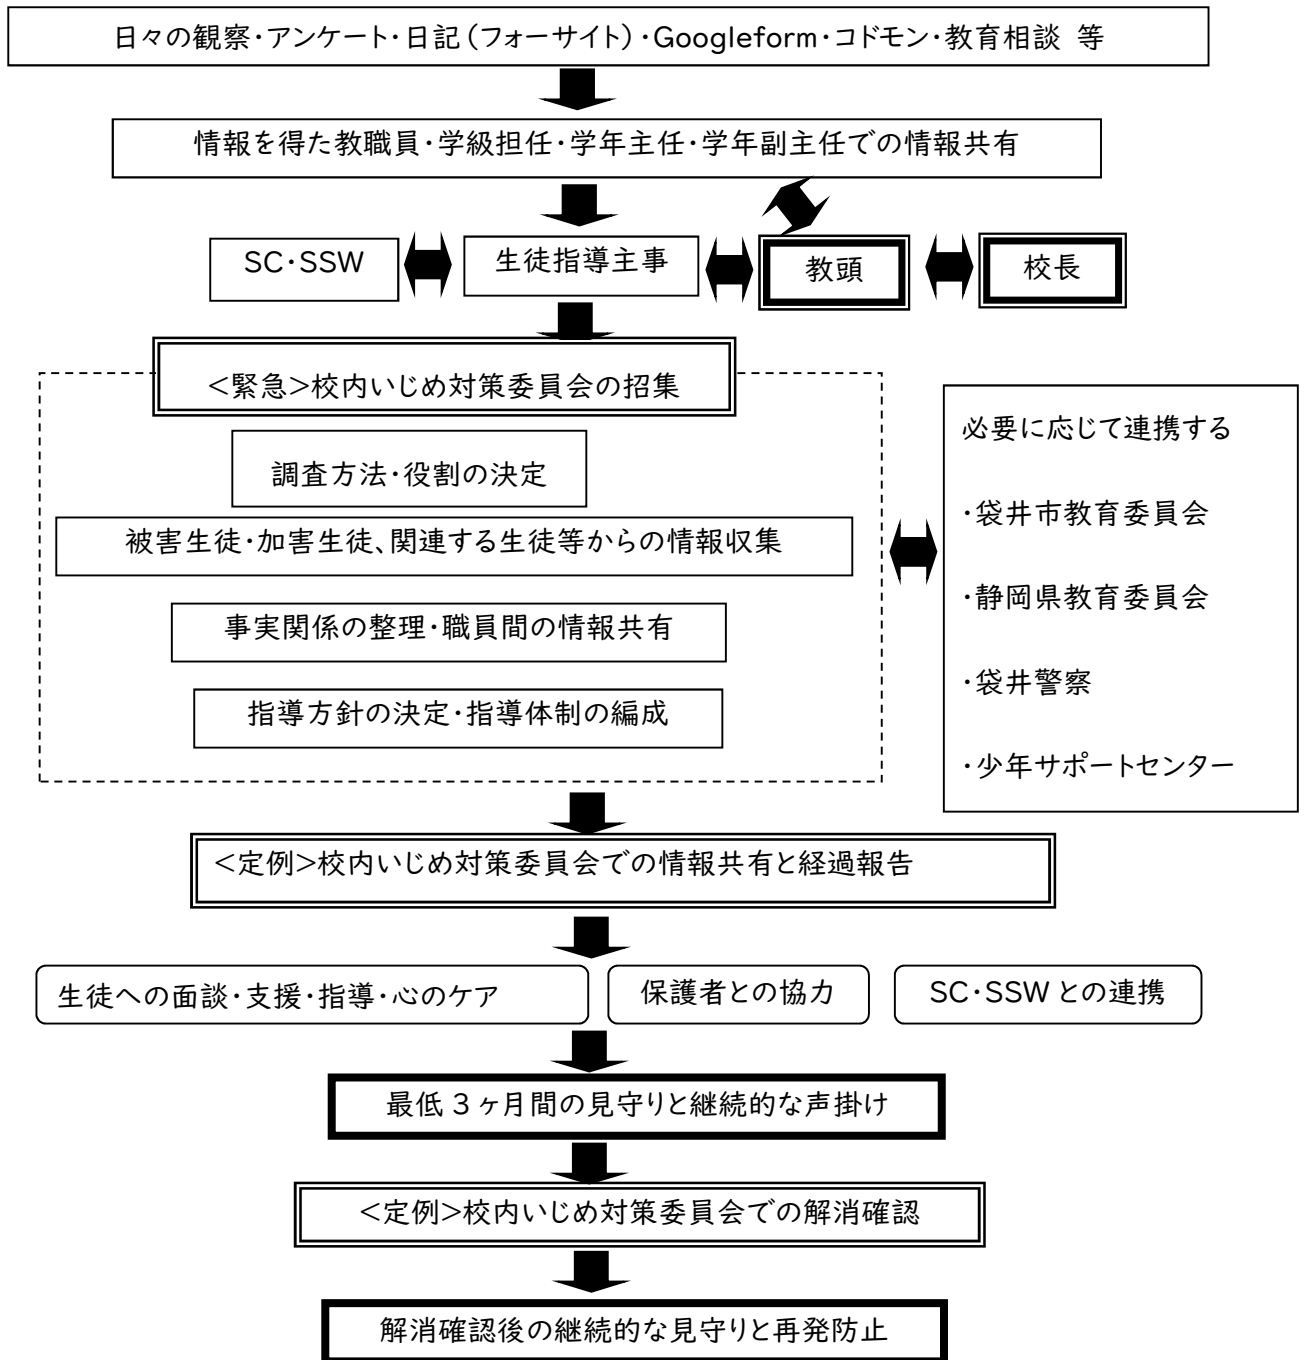 日々の観察・アンケート・日記(フォーサイト)・Googleform・コドモン・教育相談 等
情報を得た教職員・学級担任・学年主任・学年副主任での情報共有
SC・SSW
生徒指導主事
教頭
校長
<緊急>校内いじめ対策委員会の招集
調査方法・役割の決定
被害生徒・加害生徒、関連する生徒等からの情報収集
事実関係の整理・職員間の情報共有
指導方針の決定・指導体制の編成
必要に応じて連携する
・袋井市教育委員会
・静岡県教育委員会
・袋井警察
・少年サポートセンター
<定例>校内いじめ対策委員会での情報共有と経過報告
生徒への面談・支援・指導・心のケア
保護者との協力
SC・SSWとの連携
最低3ヶ月間の見守りと継続的な声掛け
<定例>校内いじめ対策委員会での解消確認
解消確認後の継続的な見守りと再発防止